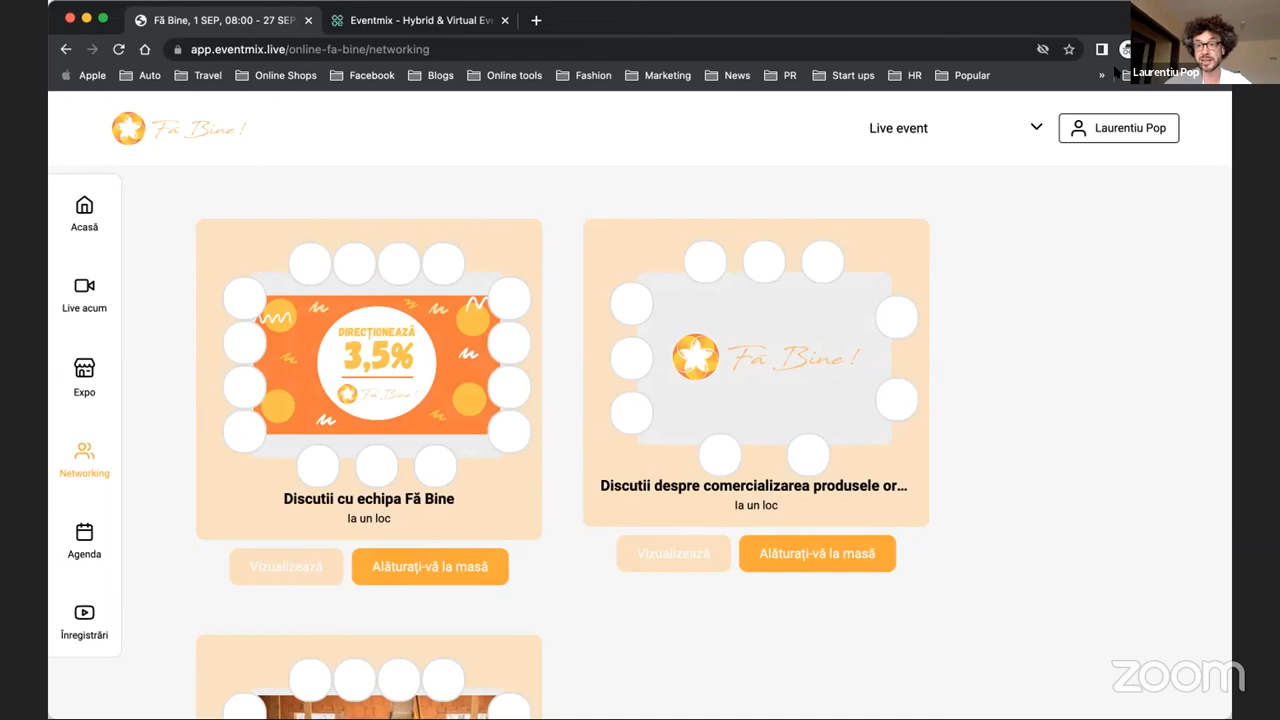 Fă Bine, 1 SEP, 08:00 - 27 SEP
Eventmix - Hybrid & Virtual Eve
app.eventmix.live/online-fa-bine/networking
Laurentiu Pop
Apple
Auto
Travel
Online Shops
Facebook
Blogs
Online tools
Fashion
Marketing
News
PR
Start ups
HR
Popular
»
Fă Bine!
Live event
Laurentiu Pop
Acasă
Live acum
Expo
Networking
Agenda
Înregistrări
DIRECȚIONEAZĂ
3,5%
Fă Bine!
Discutii cu echipa Fă Bine
Ia un loc
Vizualizează
Alăturați-vă la masă
Fă Bine!
Discutii despre comercializarea produsele or...
Ia un loc
Vizualizează
Alăturați-vă la masă
zoom